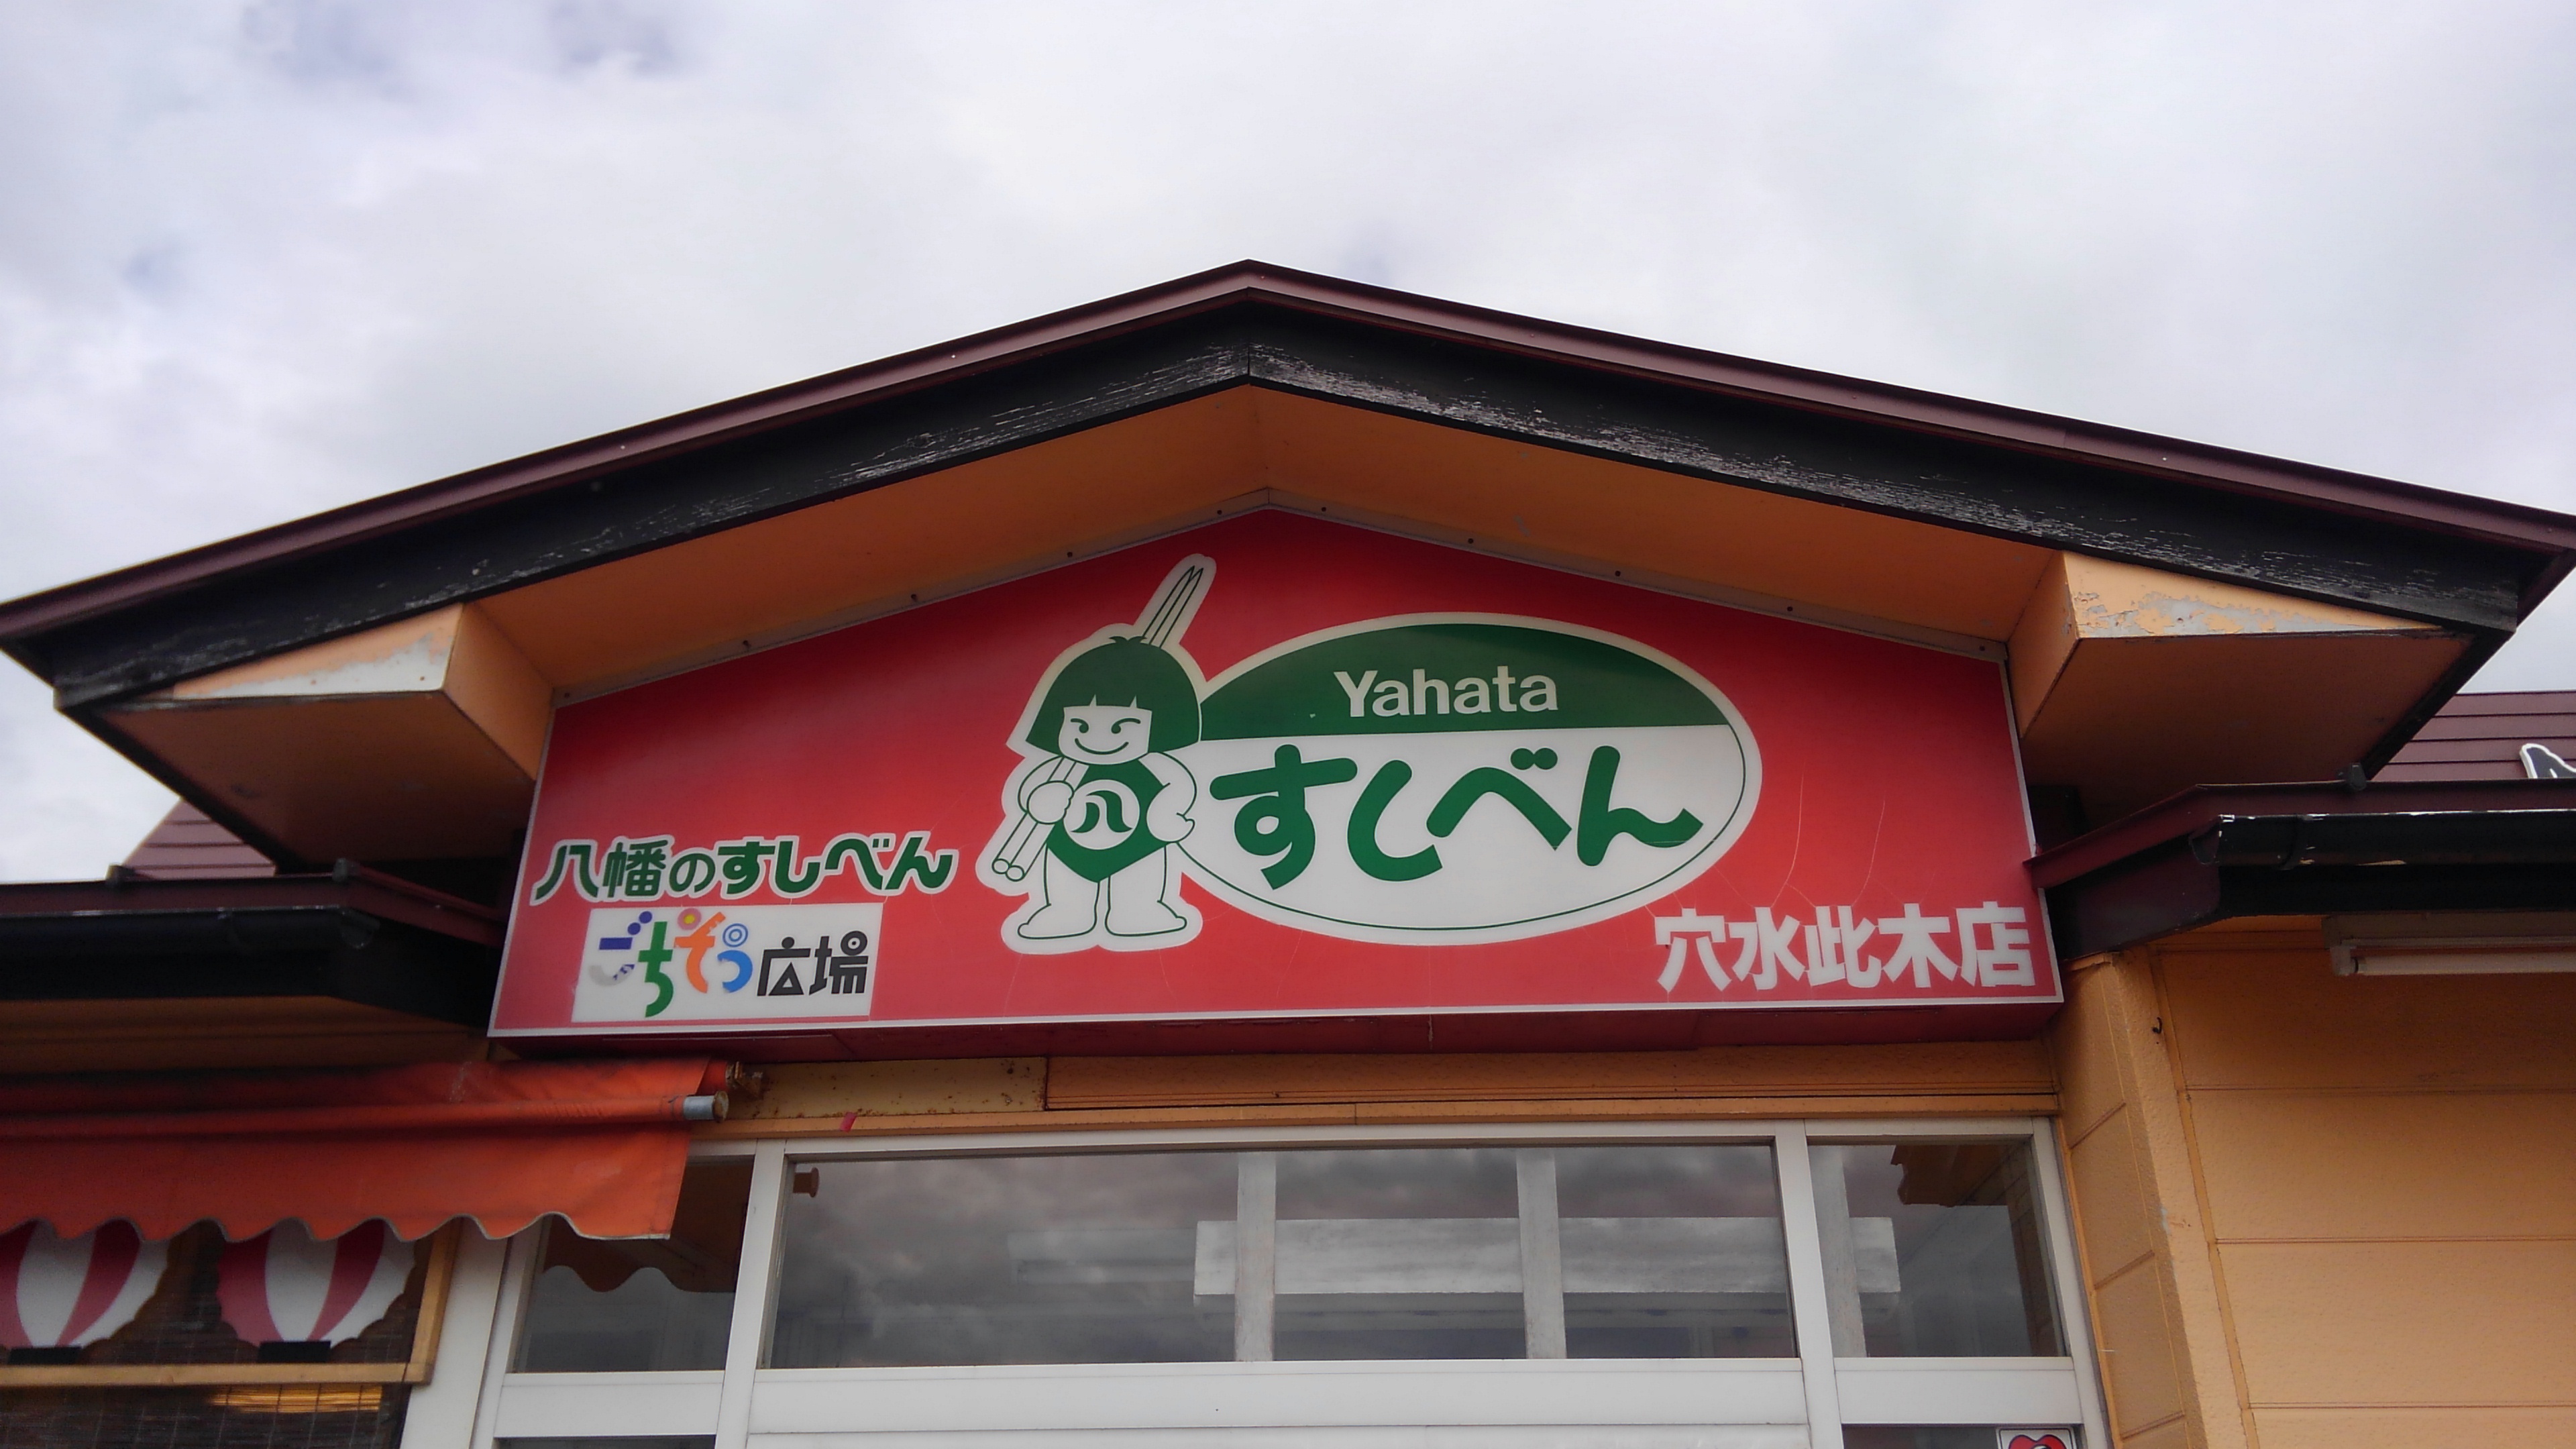 Yahata
すしべん
八
八幡のすしべん
ごちそう広場
穴水此木店